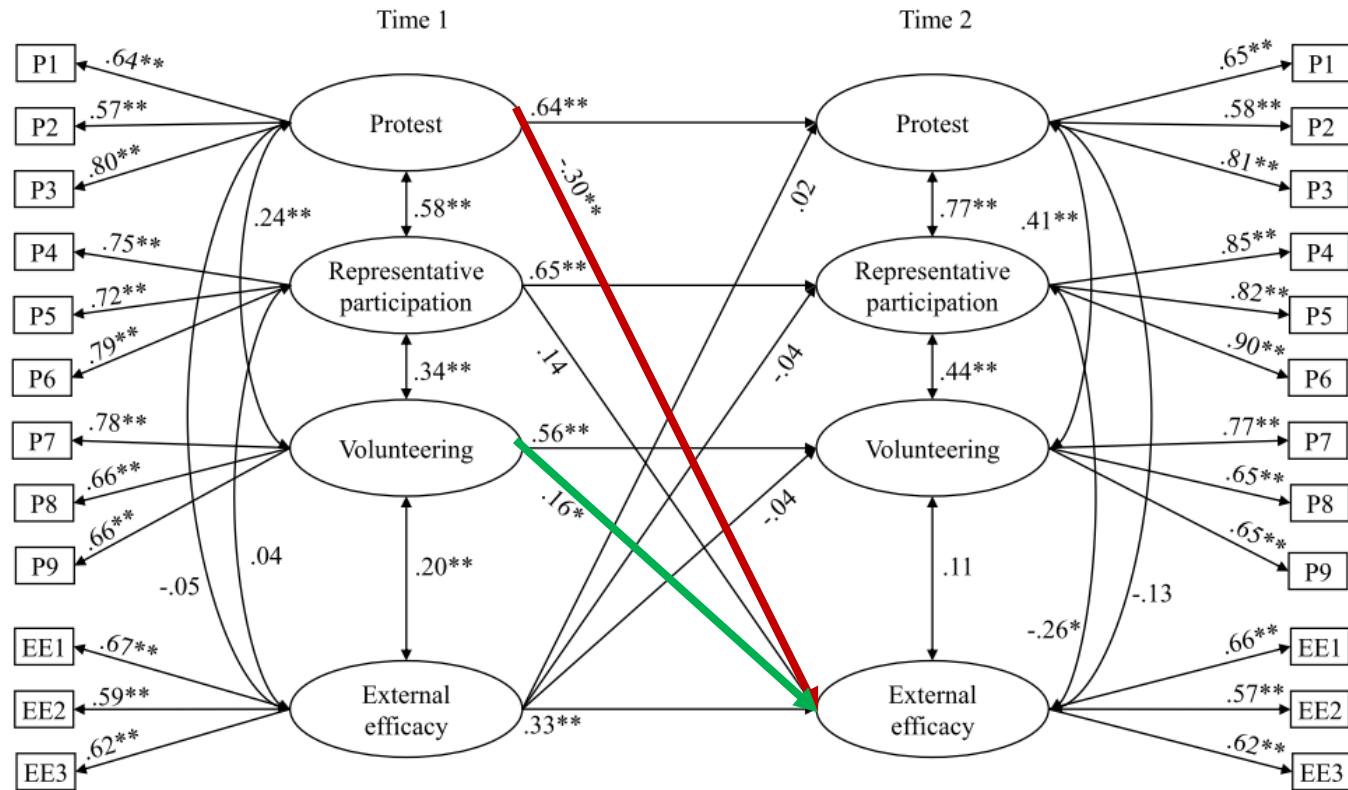 Time 1
Time 2
P1
.64**
P2
.57**
P3
.80**
P4
.75**
P5
.72**
P6
.79**
P7
.78**
P8
.66**
P9
.66**
EE1
.67**
EE2
.59**
EE3
.62**
Protest
Representative
participation
Volunteering
External
efficacy
.24**
.58**
.34**
.20**
.04
-.05
.64**
-.30**
.02
.65**
.14
-.04
.56**
.16*
-.04
.33**
Protest
Representative
participation
Volunteering
External
efficacy
.77**
.41**
.44**
.11
-.26*
-.13
.65**
P1
.58**
P2
.81**
P3
.85**
P4
.82**
P5
.90**
P6
.77**
P7
.65**
P8
.65**
P9
.66**
EE1
.57**
EE2
.62**
EE3